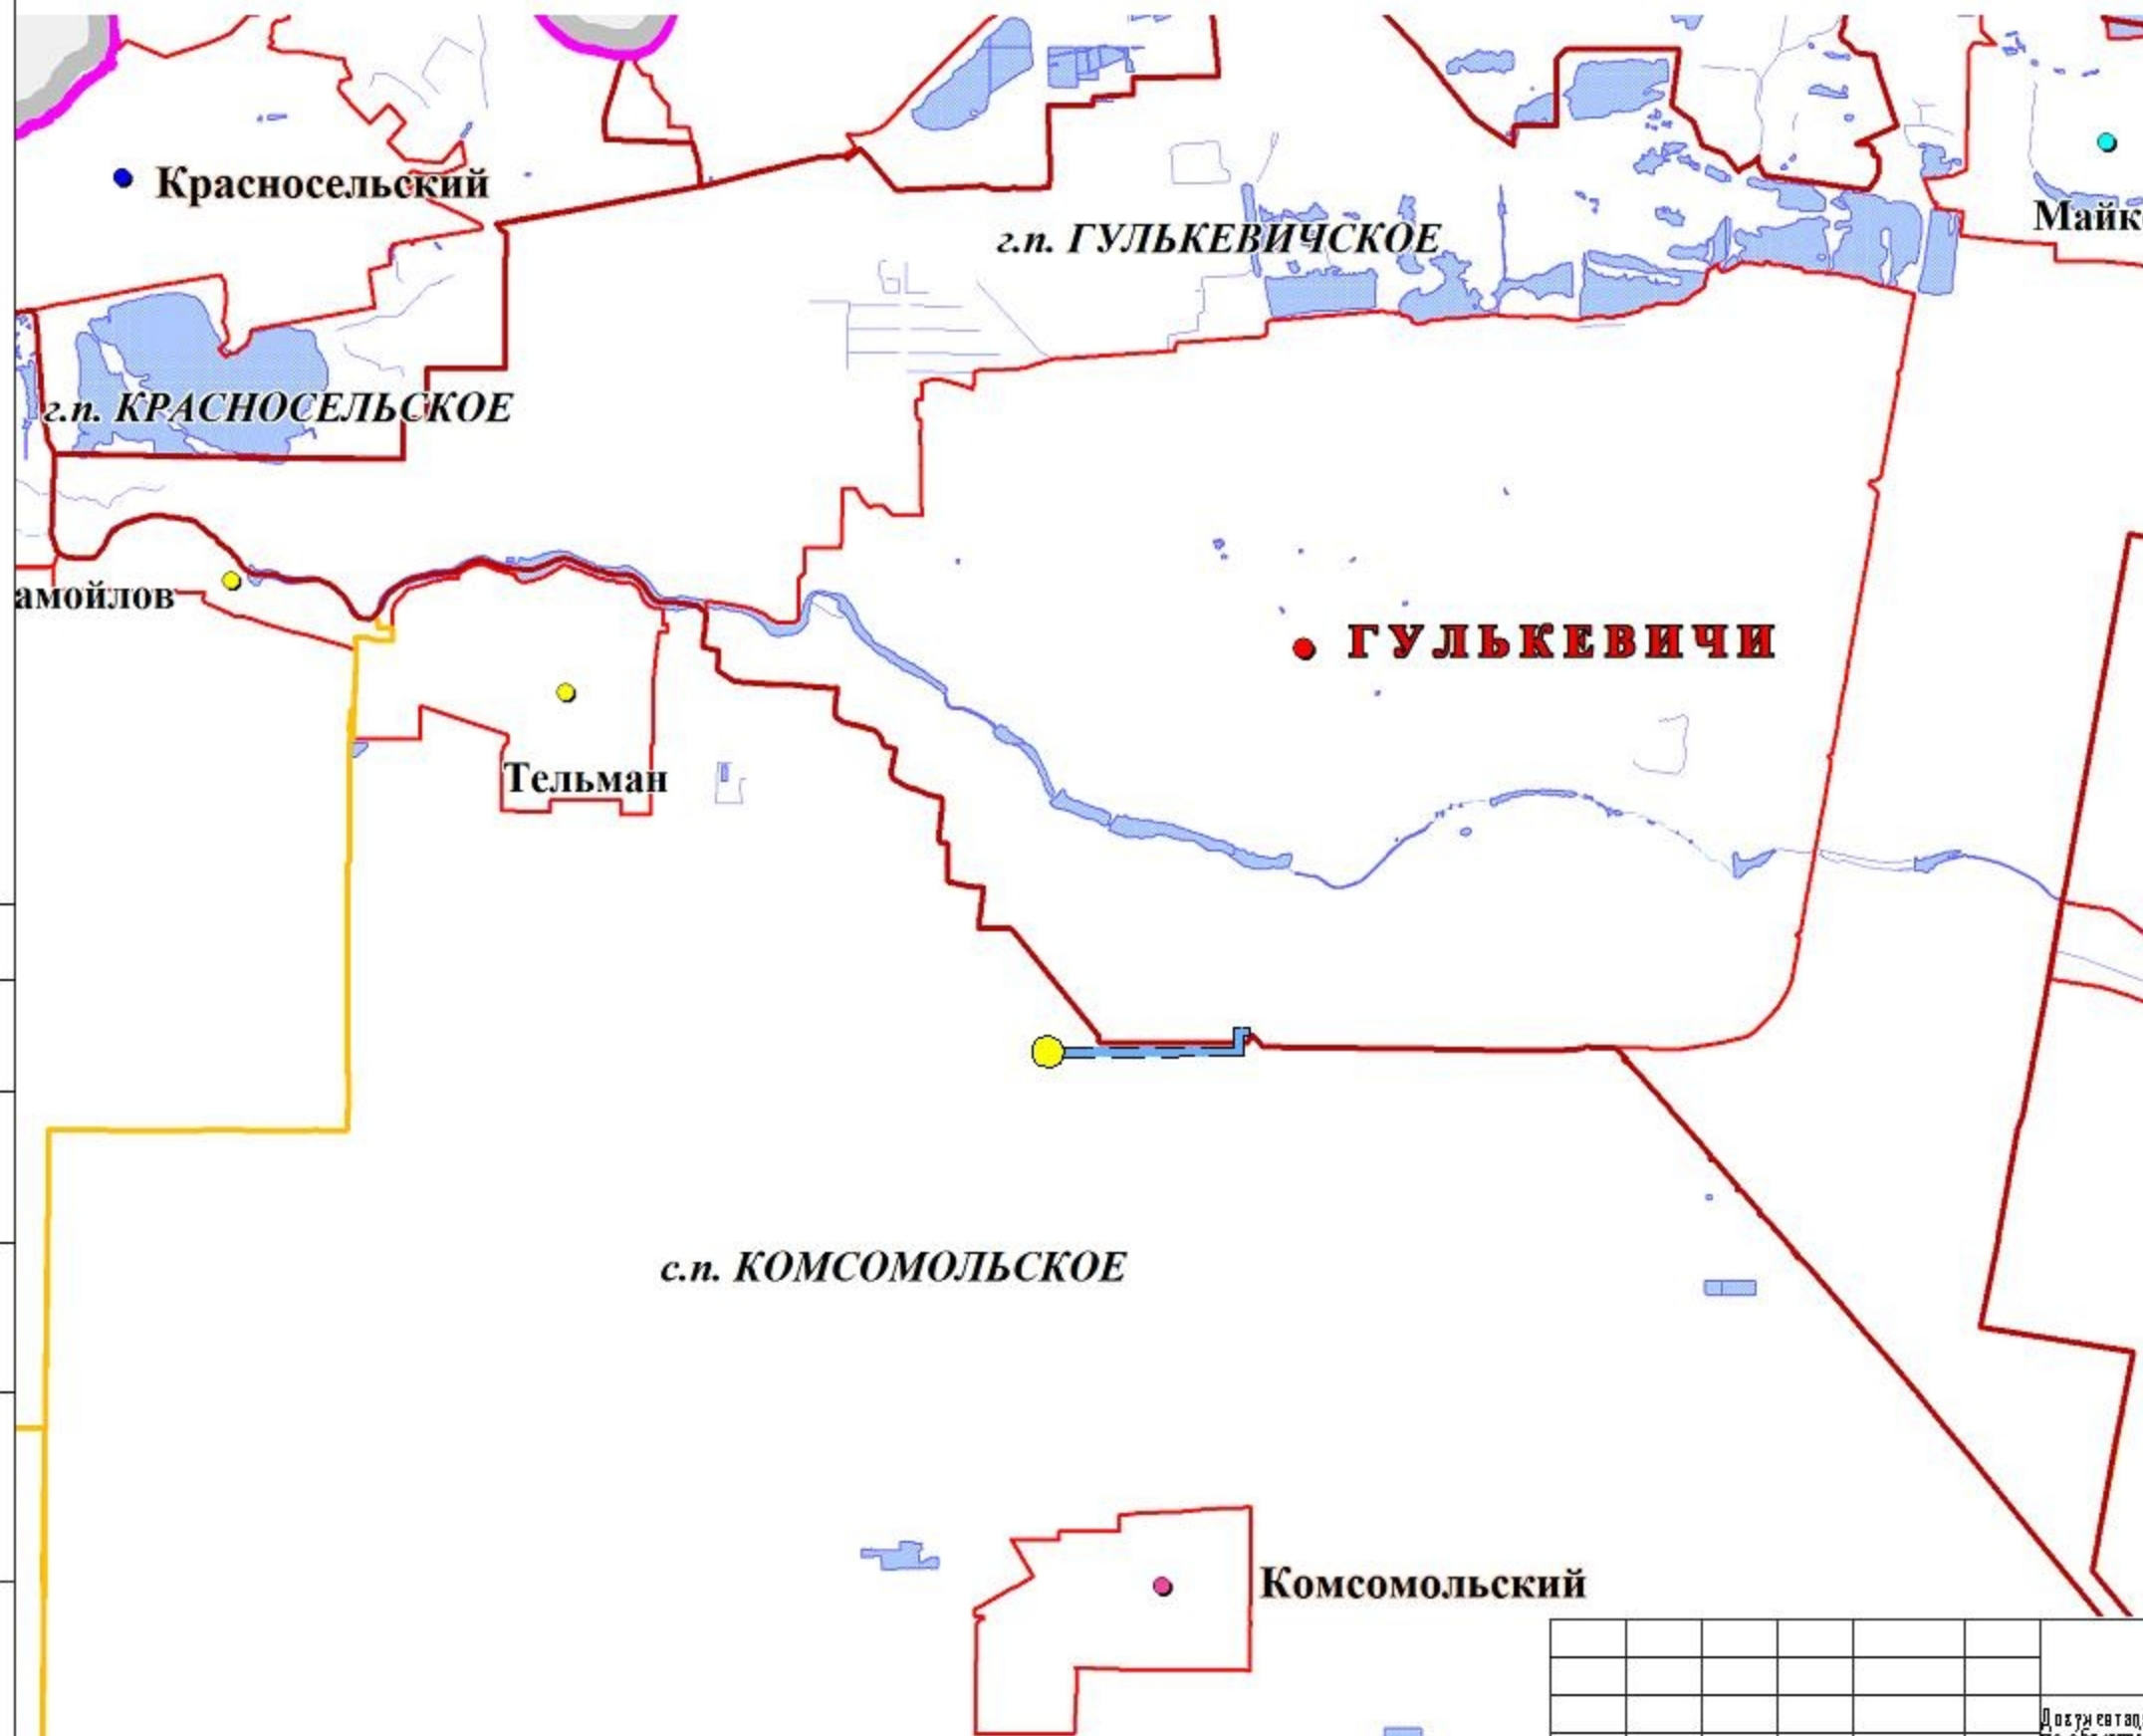 Красносельский
Майк
г.п. ГУЛЬКЕВИЧСКОЕ
г.п. КРАСНОСЕЛЬСКОЕ
амойлов
ГУЛЬКЕВИЧИ
Тельман
с.п. КОМСОМОЛЬСКОЕ
Комсомольский